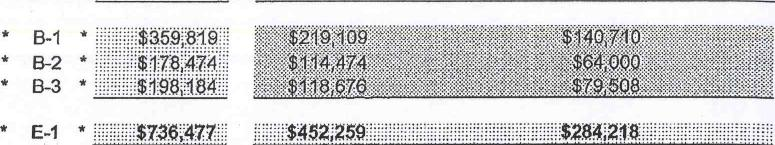 * B-1 * $359,819 $219,109 $140,710
* B-2 * $178,474 $114,474 $64,000
* B-3 * $198,184 $118,676 $79,508
* E-1 * $736,477 $452,259 $284,218